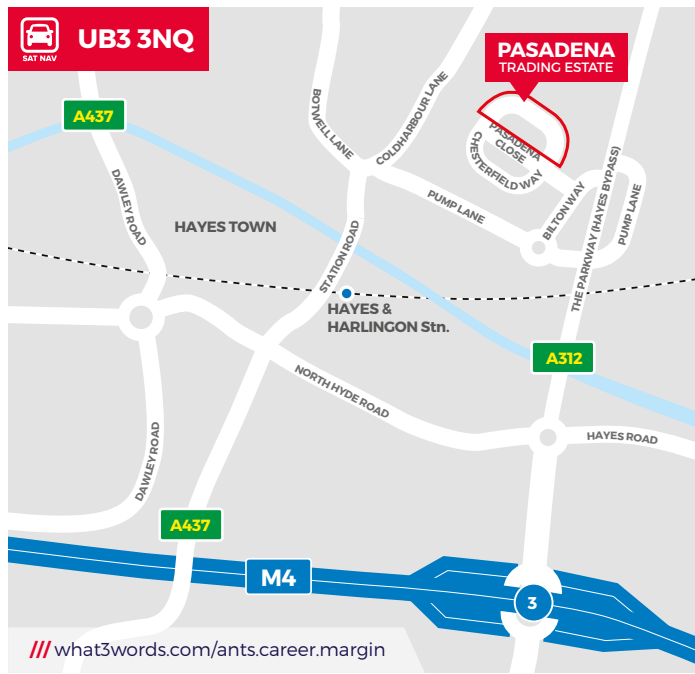 SAT NAV
UB3 3NQ
PASADENA
TRADING ESTATE
A437
BOTWELL LANE
COLDHARBOUR LANE
PASADENA
CLOSE
CHESTERFIELD WAY
DAWLEY ROAD
PUMP LANE
BILTON WAY
PUMP LANE
THE PARKWAY (HAYES BYPASS)
HAYES TOWN
STATION ROAD
HAYES &
HARLINGON Stn.
A312
NORTH HYDE ROAD
HAYES ROAD
DAWLEY ROAD
A437
M4
3
/// what3words.com/ants.career.margin